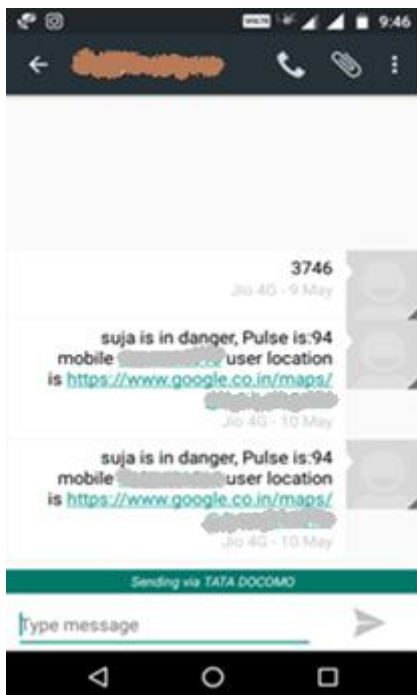 9:46
3746
Jio 4G - 9 May
suja is in danger, Pulse is:94
mobile user location
is https://www.google.co.in/maps/
Jio 4G - 10 May
suja is in danger, Pulse is:94
mobile user location
is https://www.google.co.in/maps/
Jio 4G - 10 May
Sending via TATA DOCOMO
Type message